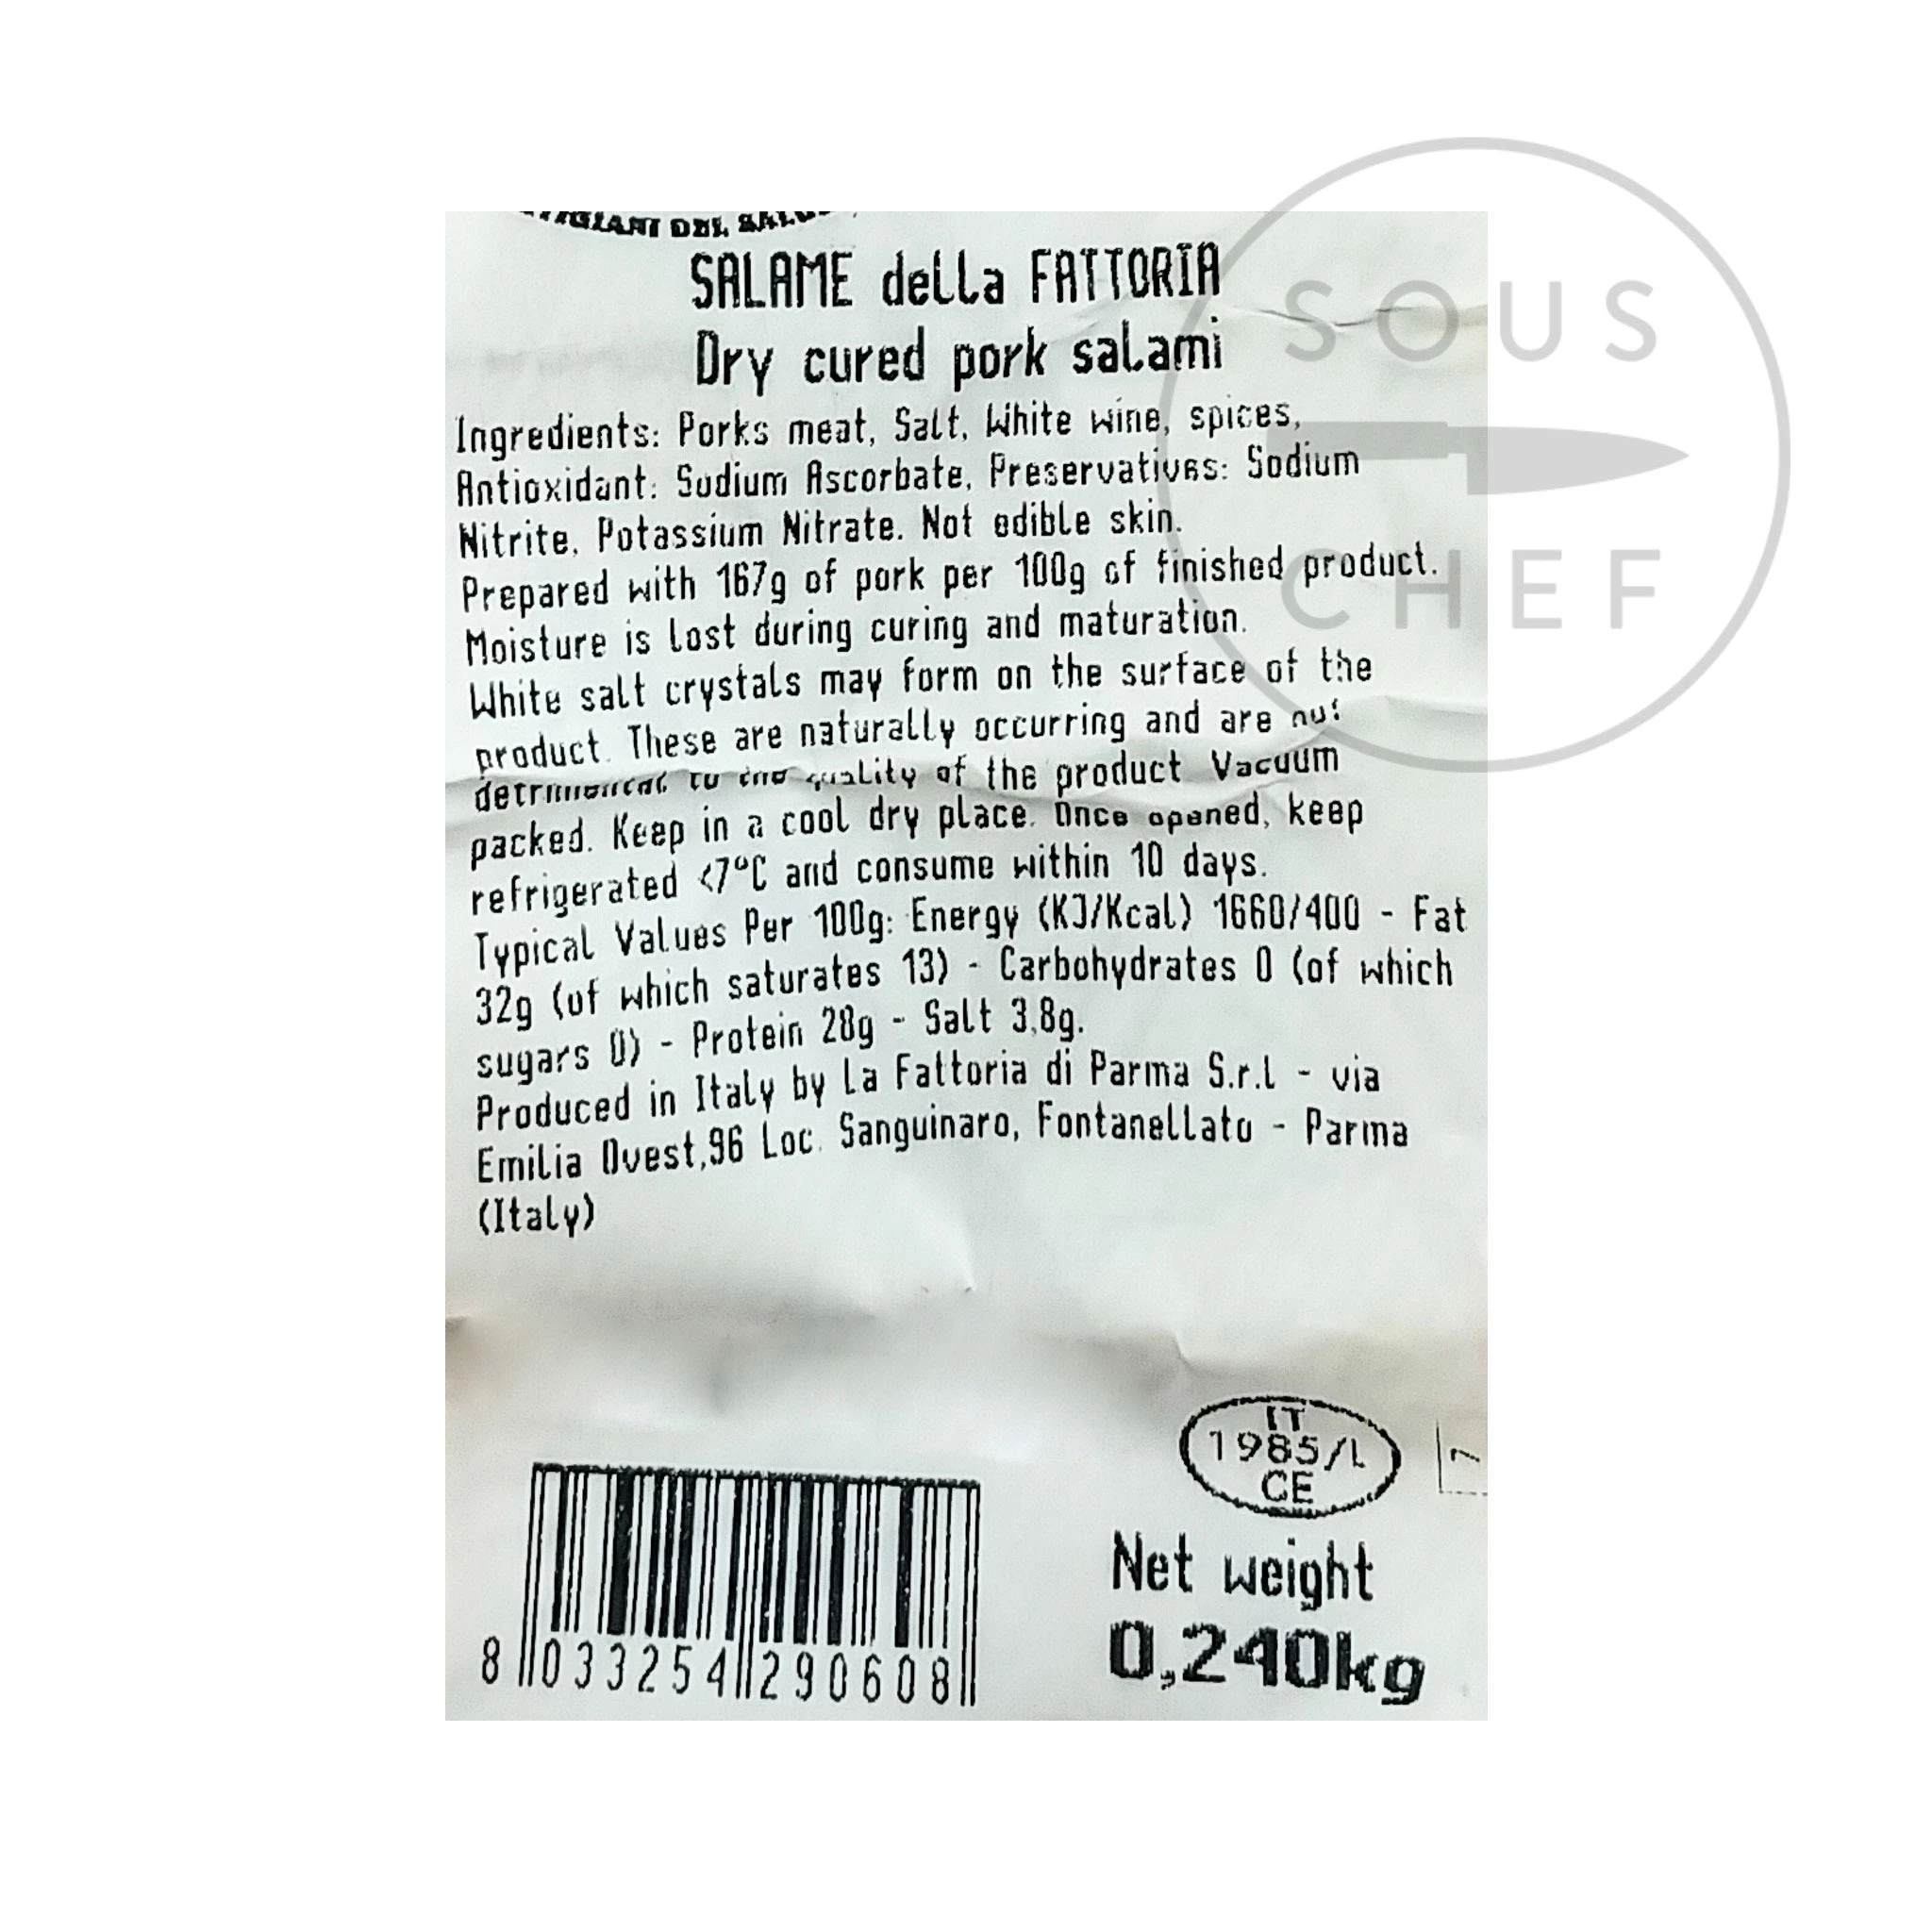 DEL
SALAME della FATTORIA
Dry cured pork salami
Ingredients: Porks meat, Salt, White wine, spices,
Antioxidant: Sodium Ascorbate, Preservatives: Sodium
Nitrite, Potassium Nitrate. Not edible skin.
Prepared with 167g of pork per 100g of finished product.
Moisture is lost during curing and maturation.
White salt crystals may form on the surface of the
product. These are naturally occurring and are not
detrimental to the quality of the product Vacuum
packed. Keep in a cool dry place. Once opened, keep
refrigerated <7°C and consume within 10 days.
Typical Values Per 100g: Energy (KJ/Kcal) 1660/400 - Fat
32g (of which saturates 13) - Carbohydrates 0 (of which
sugars 0) - Protein 28g - Salt 3,8g.
Produced in Italy by La Fattoria di Parma S.r.l - via
Emilia Ovest,96 Loc. Sanguinaro, Fontanellato - Parma
(Italy)
IT
1985/L
CE
Net weight
0,240kg
8 033254 290608
SOUS
CHEF